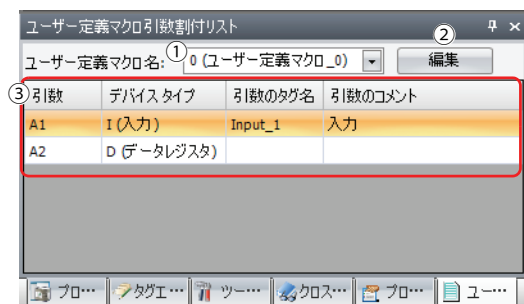 ユーザー定義マクロ引数割付リスト
ユーザー定義マクロ名: ① 0 (ユーザー定義マクロ_0) ② 編集
③ 引数 デバイス タイプ 引数のタグ名 引数のコメント
A1 I (入力) Input_1 入力
A2 D (データレジスタ)
プロ… タグエ… ツー… クロス… プロ… ユー…